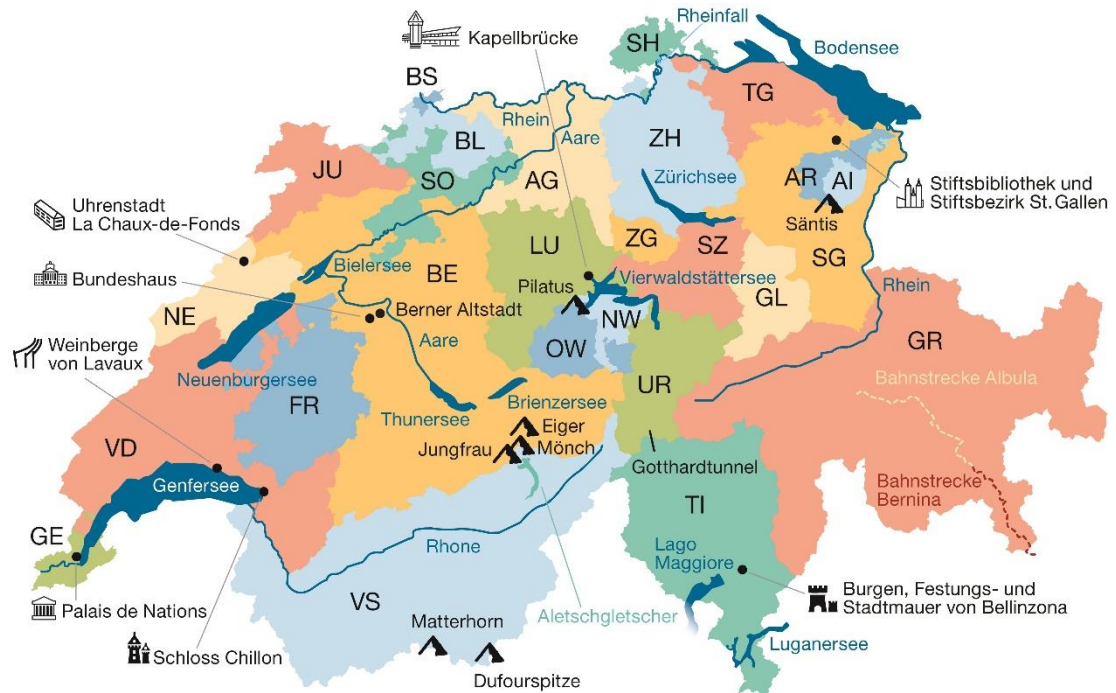 Rheinfall
SH
Kapellbrücke
Bodensee
BS
TG
Rhein
BL
Aare
ZH
JU
SO
AG
AR
AI
Zürichsee
Stiftsbibliothek und
Stiftsbezirk St. Gallen
Uhrenstadt
La Chaux-de-Fonds
Säntis
LU
ZG
SZ
SG
Bielersee
BE
Vierwaldstättersee
Bundeshaus
Pilatus
GL
Rhein
Berner Altstadt
NE
NW
GR
Aare
OW
Weinberge
von Lavaux
Bahnstrecke Albula
Neuenburgersee
UR
FR
Thunersee
Brienzersee
Eiger
VD
Jungfrau
Mönch
Gotthardtunnel
Genfersee
Bahnstrecke
Bernina
TI
GE
Rhone
Lago
Maggiore
VS
Palais de Nations
Aletschgletscher
Burgen, Festungs- und
Stadtmauer von Bellinzona
Matterhorn
Schloss Chillon
Luganersee
Dufourspitze